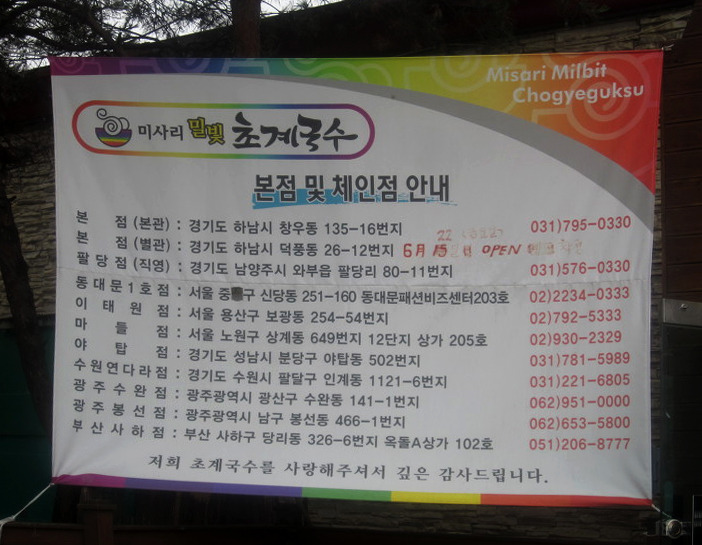 Misari Milbit
Chogyeguksu
미사리 밀빛 초계국수
본점 및 체인점 안내
본 점 (본관) : 경기도 하남시 창우동 135-16번지 031)795-0330
본 점 (별관) : 경기도 하남시 덕풍동 26-12번지 6月 15일 OPEN
팔당점 (직영) : 경기도 남양주시 와부읍 팔당리 80-11번지 031)576-0330
동대문1호점 : 서울 중구 신당동 251-160 동대문패션비즈센터203호 02)2234-0333
이태원점 : 서울 용산구 보광동 254-54번지 02)792-5333
마들점 : 서울 노원구 상계동 649번지 12단지 상가 205호 02)930-2329
야탑점 : 경기도 성남시 분당구 야탑동 502번지 031)781-5989
수원연다라점 : 경기도 수원시 팔달구 인계동 1121-6번지 031)221-6805
광주수완점 : 광주광역시 광산구 수완동 141-1번지 062)951-0000
광주봉선점 : 광주광역시 남구 봉선동 466-1번지 062)653-5800
부산사하점 : 부산 사하구 당리동 326-6번지 옥돌A상가 102호 051)206-8777
저희 초계국수를 사랑해주셔서 깊은 감사드립니다.